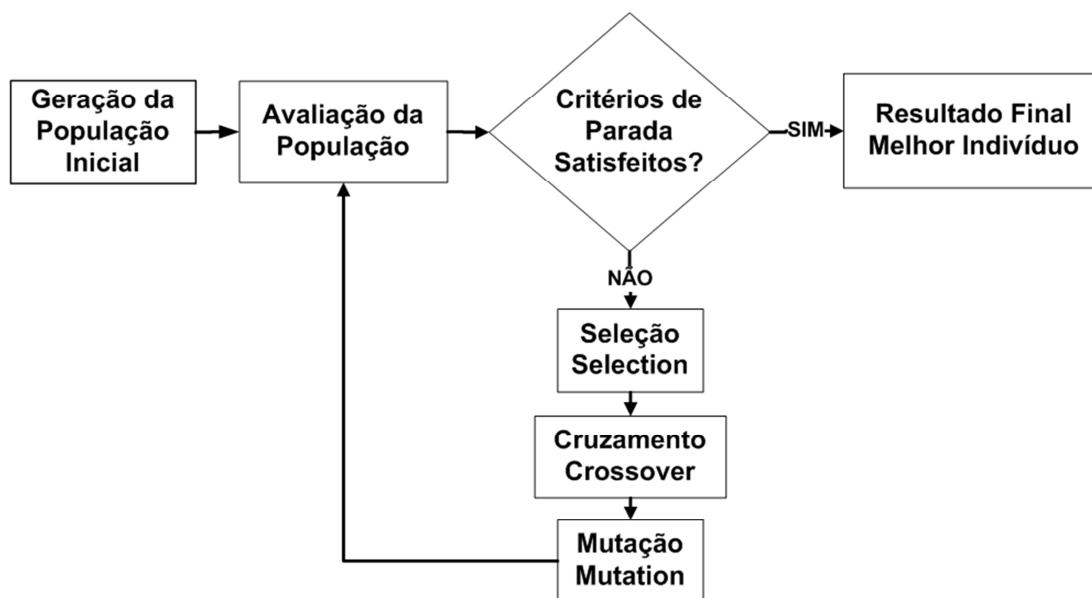 Geração da
População
Inicial
Avaliação da
População
Critérios de
Parada
Satisfeitos?
SIM
Resultado Final
Melhor Indivíduo
NÃO
Seleção
Selection
Cruzamento
Crossover
Mutação
Mutation